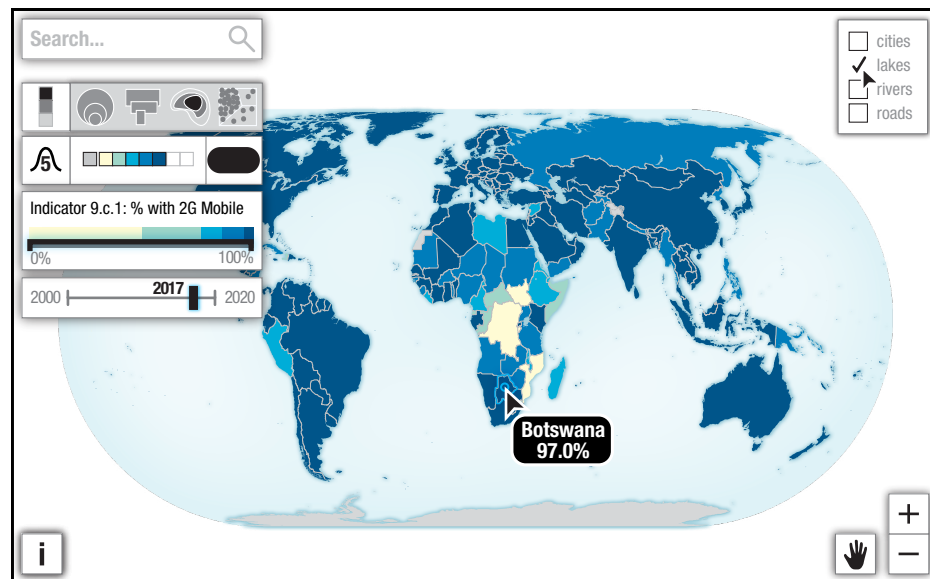 Search...
cities
lakes
rivers
roads
5
Indicator 9.c.1: % with 2G Mobile
0% 100%
2000 2017 2020
Botswana
97.0%
i
+
−